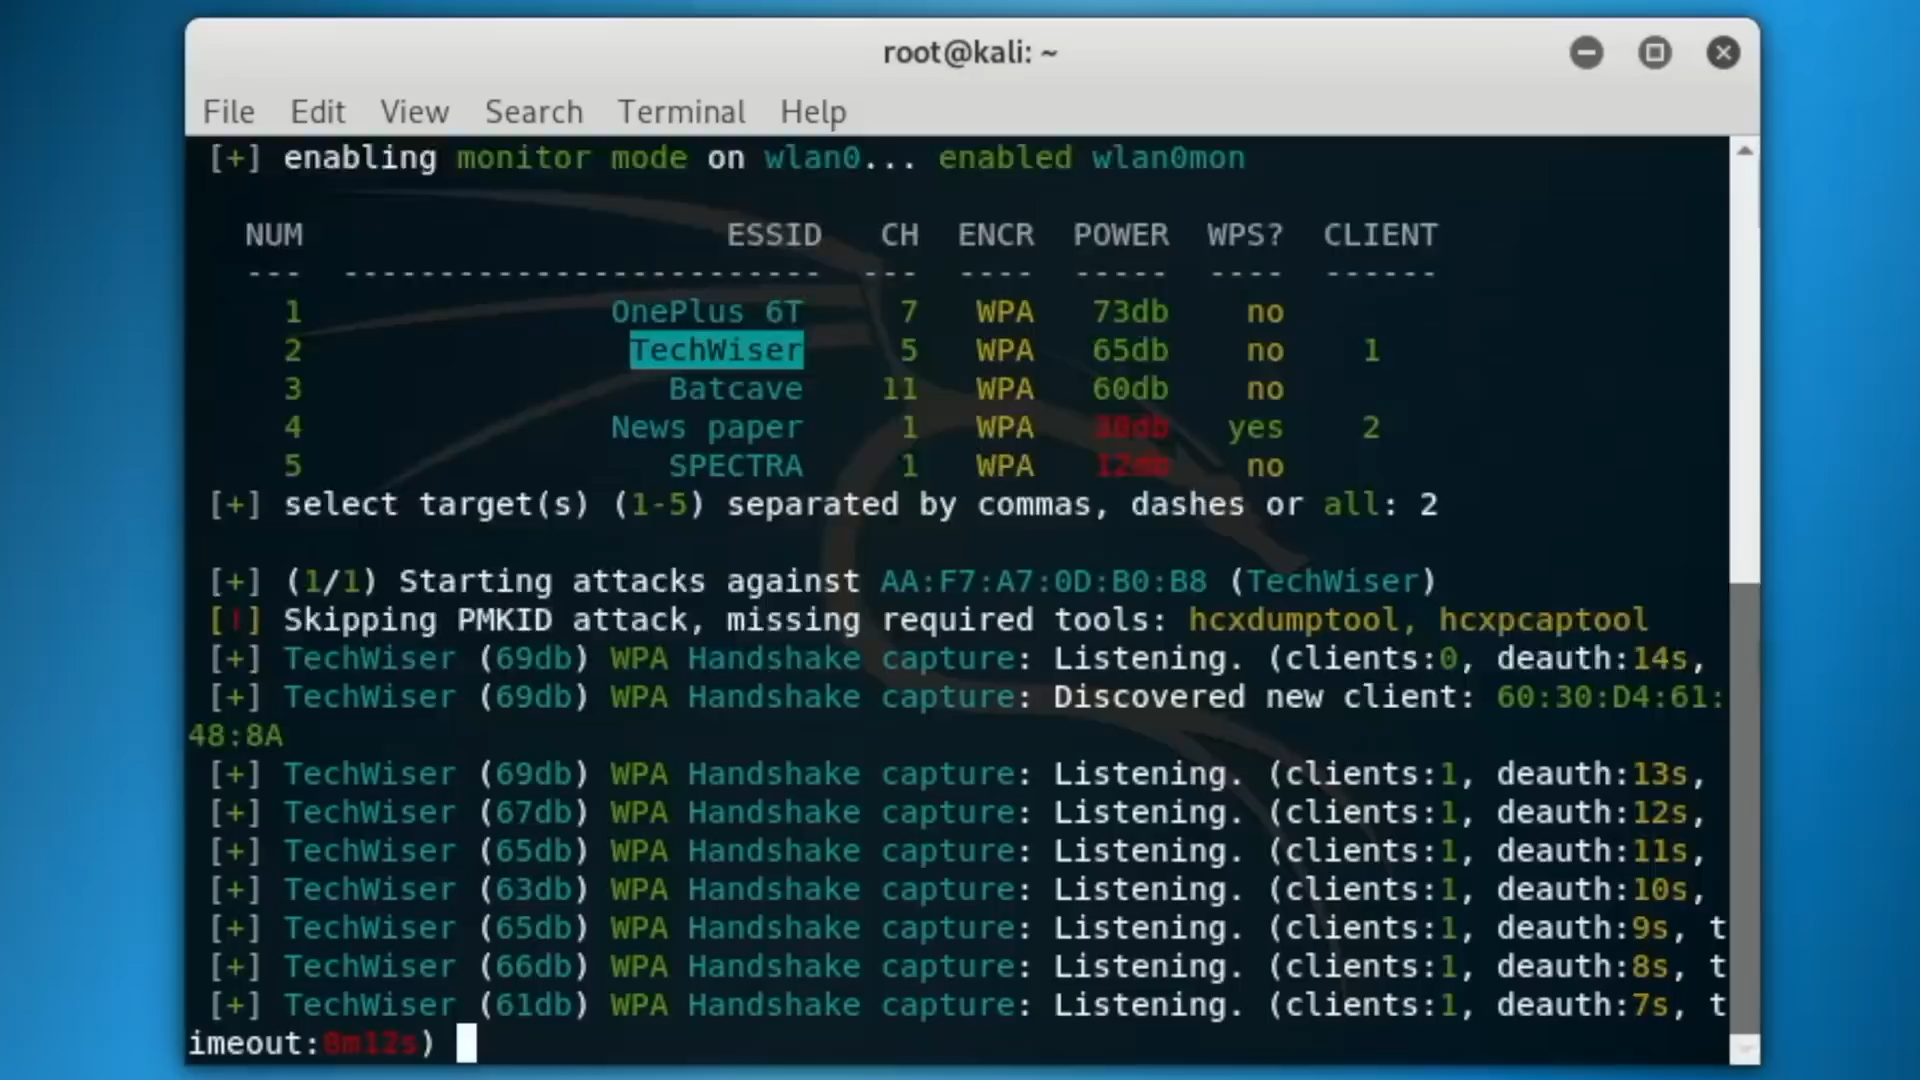 root@kali: ~
File Edit View Search Terminal Help
[+] enabling monitor mode on wlan0... enabled wlan0mon
NUM ESSID CH ENCR POWER WPS? CLIENT
--- ------------------------- --- ---- ----- ---- ------
1 OnePlus 6T 7 WPA 73db no
2 TechWiser 5 WPA 65db no 1
3 Batcave 11 WPA 60db no
4 News paper 1 WPA 30db yes 2
5 SPECTRA 1 WPA 12db no
[+] select target(s) (1-5) separated by commas, dashes or all: 2
[+] (1/1) Starting attacks against AA:F7:A7:0D:B0:B8 (TechWiser)
[!] Skipping PMKID attack, missing required tools: hcxdumptool, hcxpcaptool
[+] TechWiser (69db) WPA Handshake capture: Listening. (clients:0, deauth:14s,
[+] TechWiser (69db) WPA Handshake capture: Discovered new client: 60:30:D4:61:
48:8A
[+] TechWiser (69db) WPA Handshake capture: Listening. (clients:1, deauth:13s,
[+] TechWiser (67db) WPA Handshake capture: Listening. (clients:1, deauth:12s,
[+] TechWiser (65db) WPA Handshake capture: Listening. (clients:1, deauth:11s,
[+] TechWiser (63db) WPA Handshake capture: Listening. (clients:1, deauth:10s,
[+] TechWiser (65db) WPA Handshake capture: Listening. (clients:1, deauth:9s, t
[+] TechWiser (66db) WPA Handshake capture: Listening. (clients:1, deauth:8s, t
[+] TechWiser (61db) WPA Handshake capture: Listening. (clients:1, deauth:7s, t
imeout:8m12s)